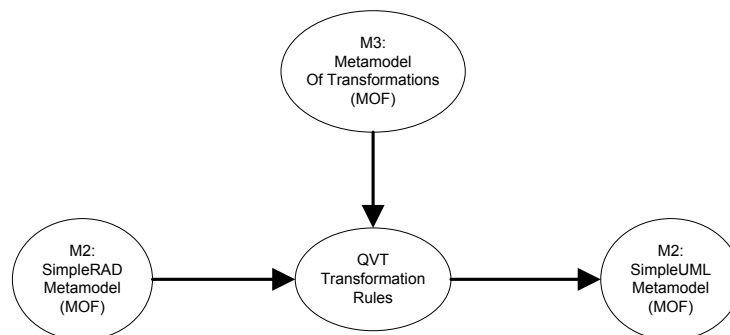 M3:
Metamodel
Of Transformations
(MOF)
M2:
SimpleRAD
Metamodel
(MOF)
QVT
Transformation
Rules
M2:
SimpleUML
Metamodel
(MOF)